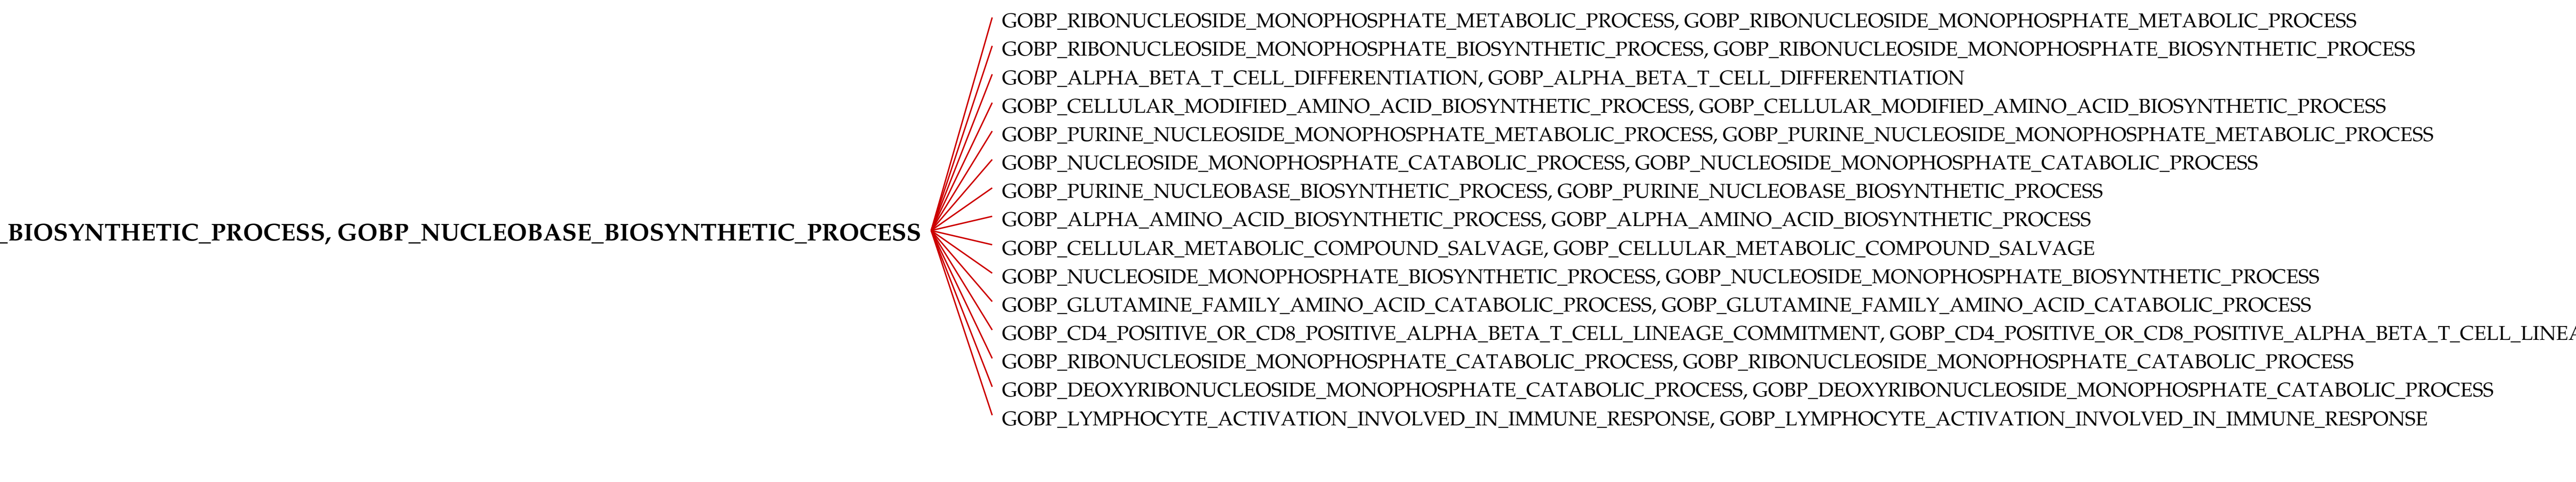 GOBP_RIBONUCLEOSIDE_MONOPHOSPHATE_METABOLIC_PROCESS, GOBP_RIBONUCLEOSIDE_MONOPHOSPHATE_METABOLIC_PROCESS
GOBP_RIBONUCLEOSIDE_MONOPHOSPHATE_BIOSYNTHETIC_PROCESS, GOBP_RIBONUCLEOSIDE_MONOPHOSPHATE_BIOSYNTHETIC_PROCESS
GOBP_ALPHA_BETA_T_CELL_DIFFERENTIATION, GOBP_ALPHA_BETA_T_CELL_DIFFERENTIATION
GOBP_CELLULAR_MODIFIED_AMINO_ACID_BIOSYNTHETIC_PROCESS, GOBP_CELLULAR_MODIFIED_AMINO_ACID_BIOSYNTHETIC_PROCESS
GOBP_PURINE_NUCLEOSIDE_MONOPHOSPHATE_METABOLIC_PROCESS, GOBP_PURINE_NUCLEOSIDE_MONOPHOSPHATE_METABOLIC_PROCESS
GOBP_NUCLEOSIDE_MONOPHOSPHATE_CATABOLIC_PROCESS, GOBP_NUCLEOSIDE_MONOPHOSPHATE_CATABOLIC_PROCESS
GOBP_PURINE_NUCLEOBASE_BIOSYNTHETIC_PROCESS, GOBP_PURINE_NUCLEOBASE_BIOSYNTHETIC_PROCESS
GOBP_ALPHA_AMINO_ACID_BIOSYNTHETIC_PROCESS, GOBP_ALPHA_AMINO_ACID_BIOSYNTHETIC_PROCESS
_BIOSYNTHETIC_PROCESS, GOBP_NUCLEOBASE_BIOSYNTHETIC_PROCESS
GOBP_CELLULAR_METABOLIC_COMPOUND_SALVAGE, GOBP_CELLULAR_METABOLIC_COMPOUND_SALVAGE
GOBP_NUCLEOSIDE_MONOPHOSPHATE_BIOSYNTHETIC_PROCESS, GOBP_NUCLEOSIDE_MONOPHOSPHATE_BIOSYNTHETIC_PROCESS
GOBP_GLUTAMINE_FAMILY_AMINO_ACID_CATABOLIC_PROCESS, GOBP_GLUTAMINE_FAMILY_AMINO_ACID_CATABOLIC_PROCESS
GOBP_CD4_POSITIVE_OR_CD8_POSITIVE_ALPHA_BETA_T_CELL_LINEAGE_COMMITMENT, GOBP_CD4_POSITIVE_OR_CD8_POSITIVE_ALPHA_BETA_T_CELL_LINEA
GOBP_RIBONUCLEOSIDE_MONOPHOSPHATE_CATABOLIC_PROCESS, GOBP_RIBONUCLEOSIDE_MONOPHOSPHATE_CATABOLIC_PROCESS
GOBP_DEOXYRIBONUCLEOSIDE_MONOPHOSPHATE_CATABOLIC_PROCESS, GOBP_DEOXYRIBONUCLEOSIDE_MONOPHOSPHATE_CATABOLIC_PROCESS
GOBP_LYMPHOCYTE_ACTIVATION_INVOLVED_IN_IMMUNE_RESPONSE, GOBP_LYMPHOCYTE_ACTIVATION_INVOLVED_IN_IMMUNE_RESPONSE